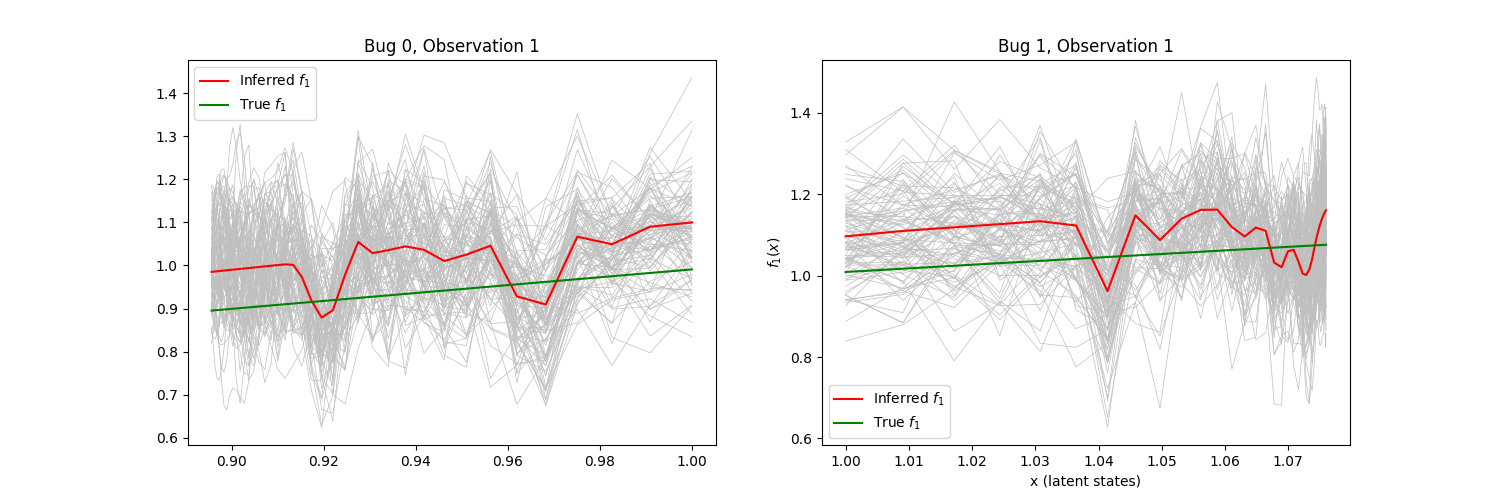 Bug 0, Observation 1
Inferred f₁
True f₁
1.4
1.3
1.2
1.1
1.0
0.9
0.8
0.7
0.6
0.90 0.92 0.94 0.96 0.98 1.00
Bug 1, Observation 1
f₁(x)
1.4
1.2
1.0
0.8
0.6
Inferred f₁
True f₁
1.00 1.01 1.02 1.03 1.04 1.05 1.06 1.07
x (latent states)